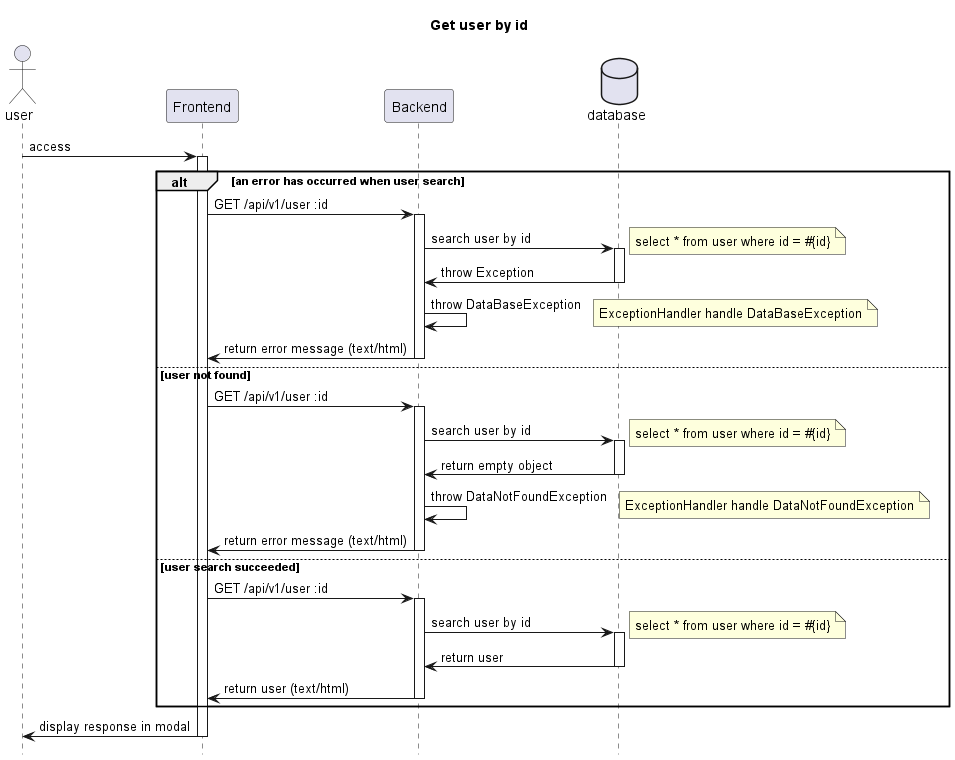 Get user by id
user
Frontend
Backend
database
access
alt
[an error has occurred when user search]
GET /api/v1/user :id
search user by id
select * from user where id = #{id}
throw Exception
throw DataBaseException
ExceptionHandler handle DataBaseException
return error message (text/html)
[user not found]
GET /api/v1/user :id
search user by id
select * from user where id = #{id}
return empty object
throw DataNotFoundException
ExceptionHandler handle DataNotFoundException
return error message (text/html)
[user search succeeded]
GET /api/v1/user :id
search user by id
select * from user where id = #{id}
return user
return user (text/html)
display response in modal